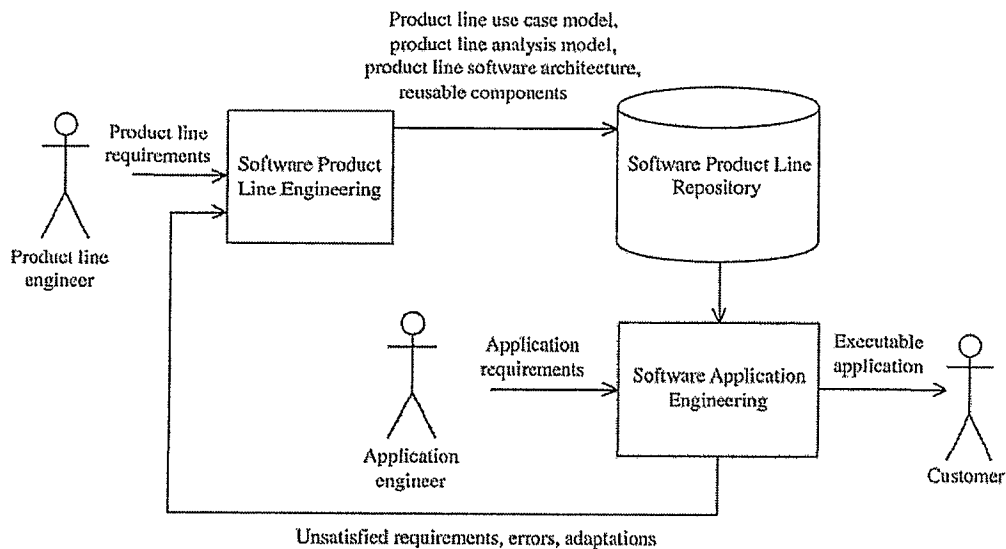 Product line use case model,
product line analysis model,
product line software architecture,
reusable components
Product line
requirements
Software Product
Line Engineering
Software Product Line
Repository
Product line
engineer
Application
requirements
Software Application
Engineering
Executable
application
Application
engineer
Customer
Unsatisfied requirements, errors, adaptations